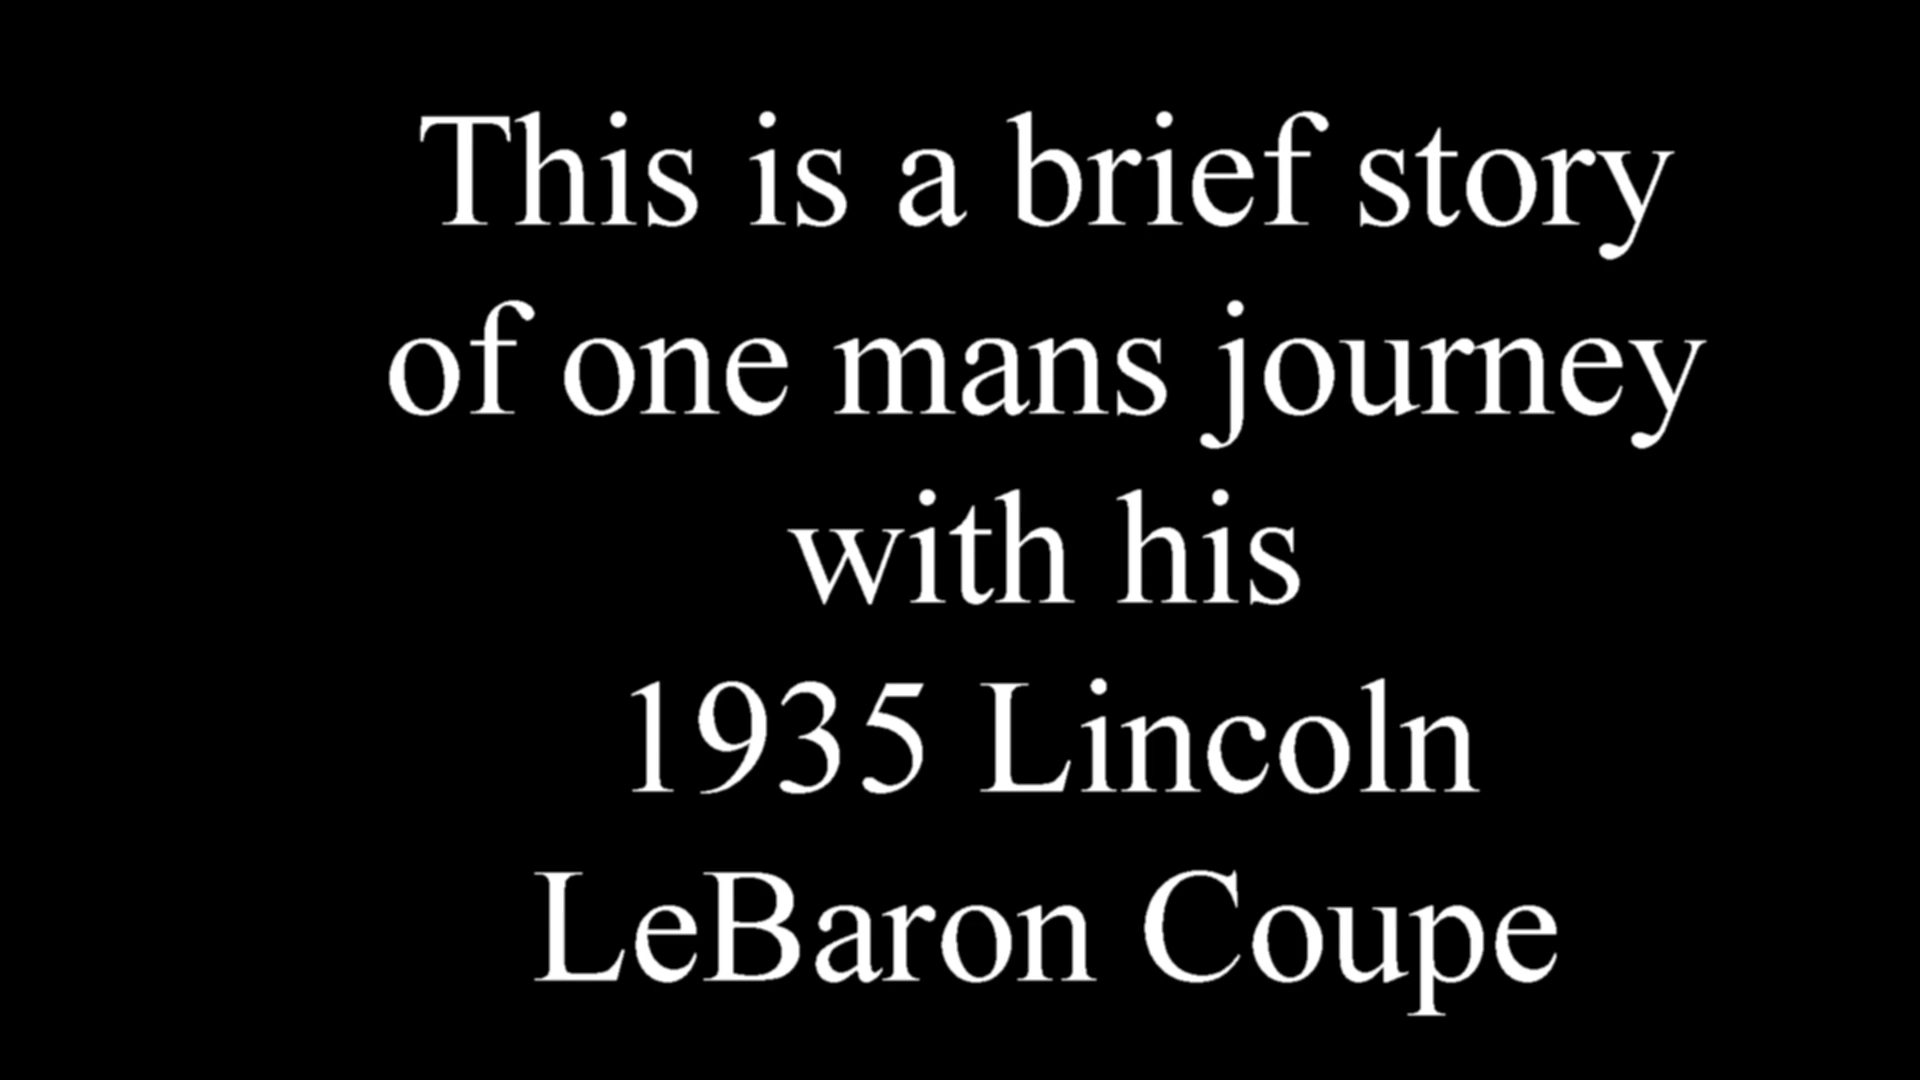 This is a brief story
of one mans journey
with his
1935 Lincoln
LeBaron Coupe